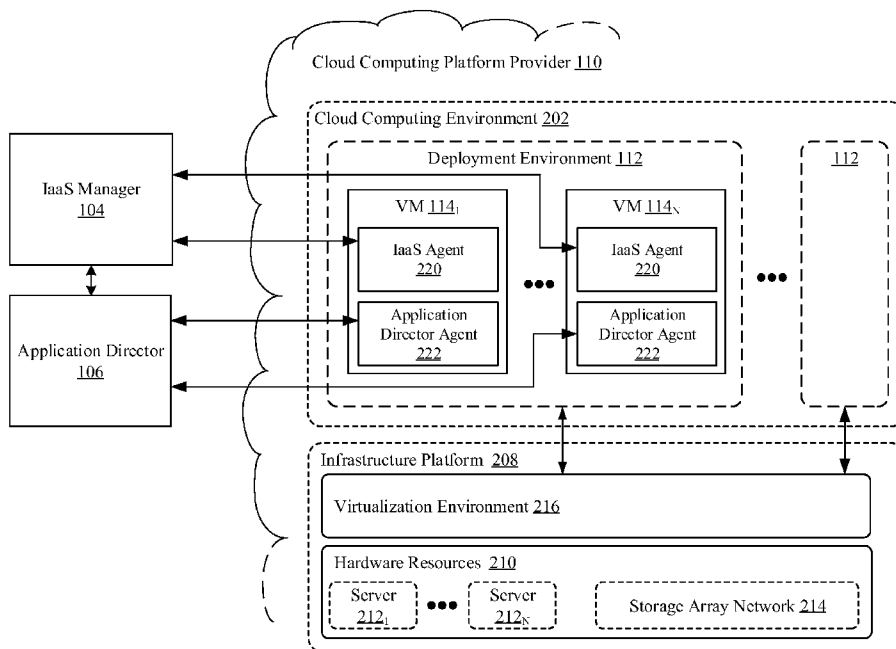 Cloud Computing Platform Provider 110
Cloud Computing Environment 202
Deployment Environment 112
112
IaaS Manager
104
VM 114₁
IaaS Agent
220
Application
Director Agent
222
VM 114N
IaaS Agent
220
Application
Director Agent
222
Application Director
106
Infrastructure Platform 208
Virtualization Environment 216
Hardware Resources 210
Server
212₁
Server
212N
Storage Array Network 214